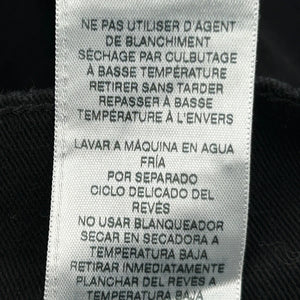 NE PAS UTILISER D'AGENT
DE BLANCHIMENT
SÉCHAGE PAR CULBUTAGE
À BASSE TEMPÉRATURE
RETIRER SANS TARDER
REPASSER À BASSE
TEMPÉRATURE À L'ENVERS
LAVAR A MÁQUINA EN AGUA
FRÍA
POR SEPARADO
CICLO DELICADO DEL
REVÉS
NO USAR BLANQUEADOR
SECAR EN SECADORA A
TEMPERATURA BAJA
RETIRAR INMEDIATAMENTE
PLANCHAR DEL REVÉS A
TEMPERATURA BAJA